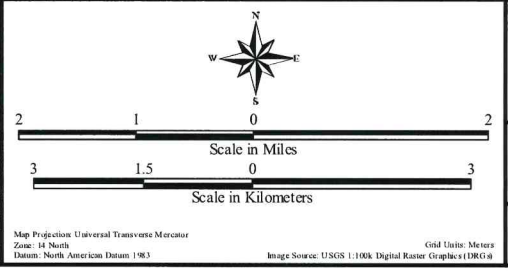 N
W E
S
2 1 0 2
Scale in Miles
3 1.5 0 3
Scale in Kilometers
Map Projection: Universal Transverse Mercator
Zone: 14 North Grid Units: Meters
Datum: North American Datum 1983 Image Source: USGS 1:100k Digital Raster Graphics (DRGs)